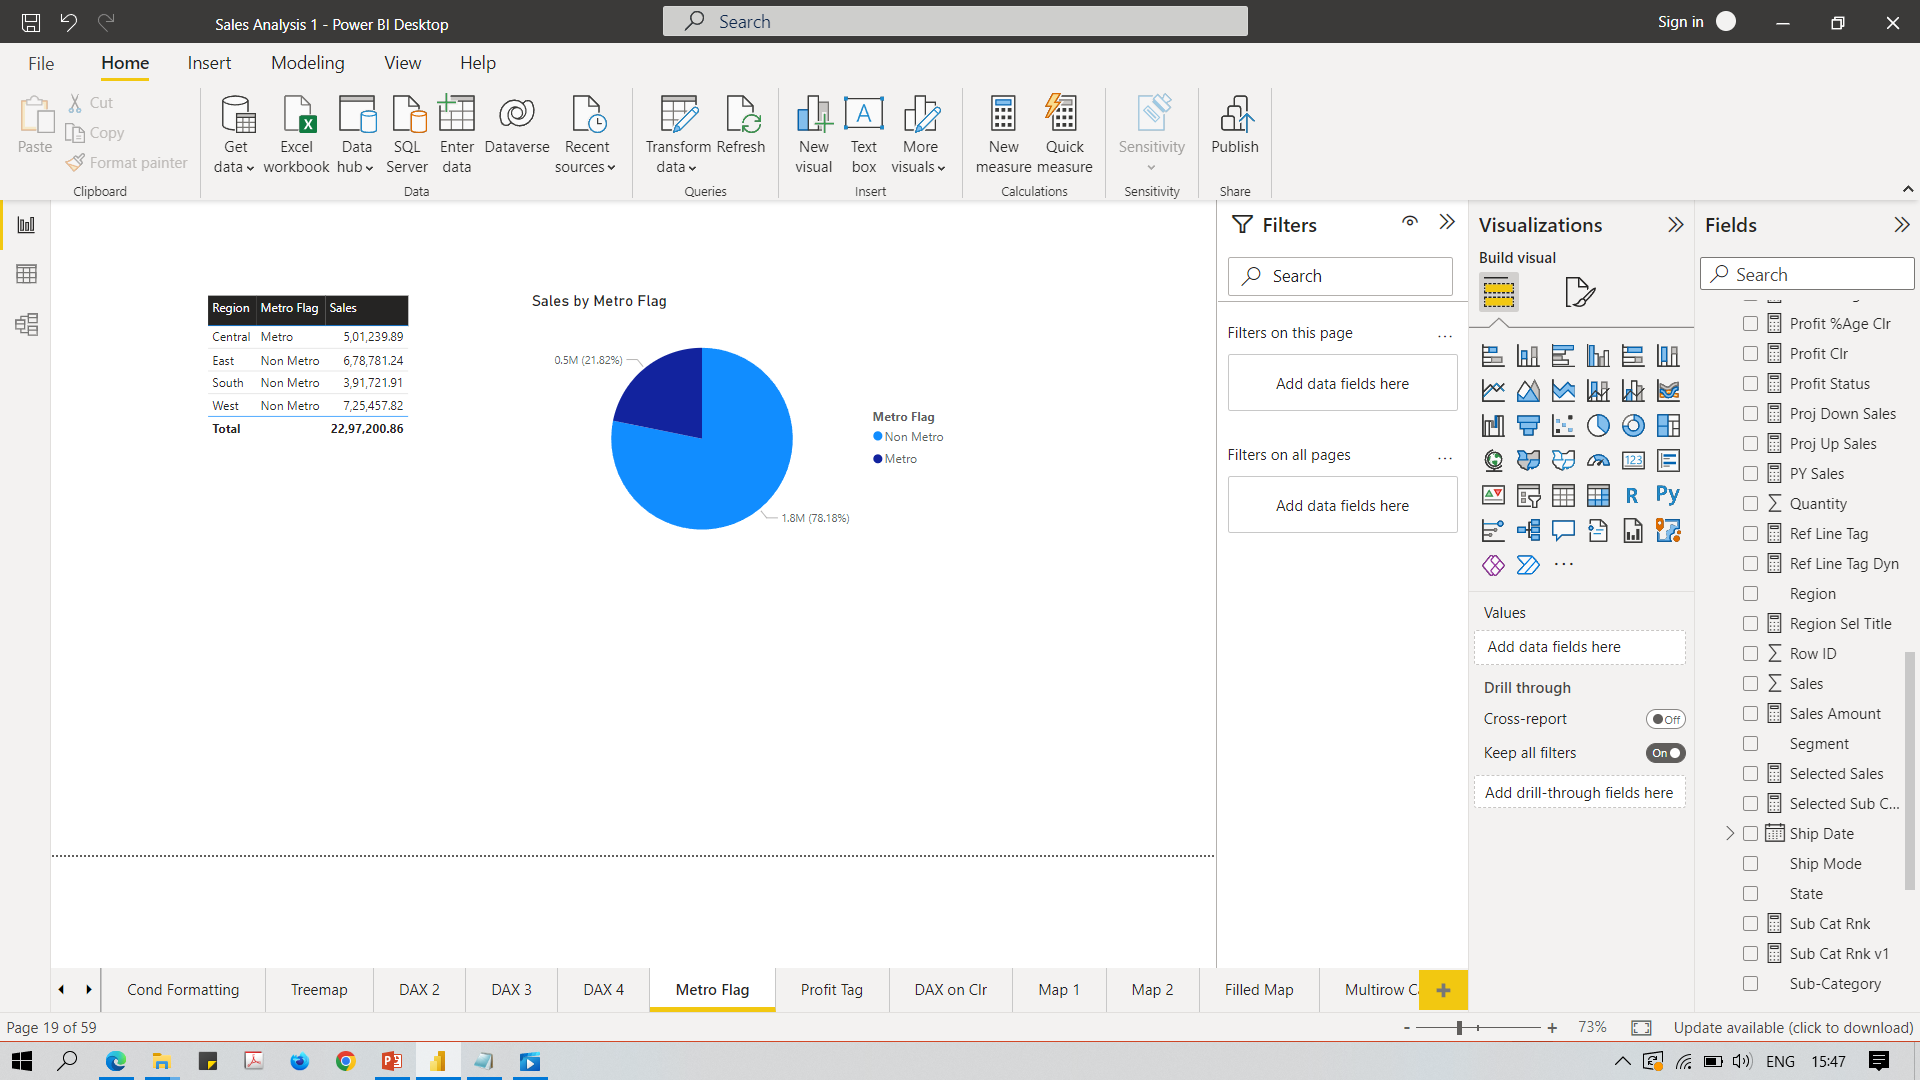 Sales Analysis 1 - Power BI Desktop
Search
Sign in
File
Home
Insert
Modeling
View
Help
Paste
Cut
Copy
Format painter
Clipboard
Get data
Excel workbook
Data hub
SQL Server
Enter data
Dataverse
Recent sources
Data
Transform data
Refresh
Queries
New visual
Text box
More visuals
Insert
New measure
Quick measure
Calculations
Sensitivity
Sensitivity
Publish
Share
Region Metro Flag Sales
Central Metro 5,01,239.89
East Non Metro 6,78,781.24
South Non Metro 3,91,721.91
West Non Metro 7,25,457.82
Total 22,97,200.86
Sales by Metro Flag
0.5M (21.82%)
1.8M (78.18%)
Metro Flag
Non Metro
Metro
Filters
Search
Filters on this page
...
Add data fields here
Filters on all pages
...
Add data fields here
Visualizations
Build visual
123
R
Py
...
Values
Add data fields here
Drill through
Cross-report
Off
Keep all filters
On
Add drill-through fields here
Fields
Search
Profit %Age Clr
Profit Clr
Profit Status
Proj Down Sales
Proj Up Sales
PY Sales
Quantity
Ref Line Tag
Ref Line Tag Dyn
Region
Region Sel Title
Row ID
Sales
Sales Amount
Segment
Selected Sales
Selected Sub C...
Ship Date
Ship Mode
State
Sub Cat Rnk
Sub Cat Rnk v1
Sub-Category
Cond Formatting
Treemap
DAX 2
DAX 3
DAX 4
Metro Flag
Profit Tag
DAX on Clr
Map 1
Map 2
Filled Map
Multirow C
Page 19 of 59
- + 73%
Update available (click to download)
ENG
15:47